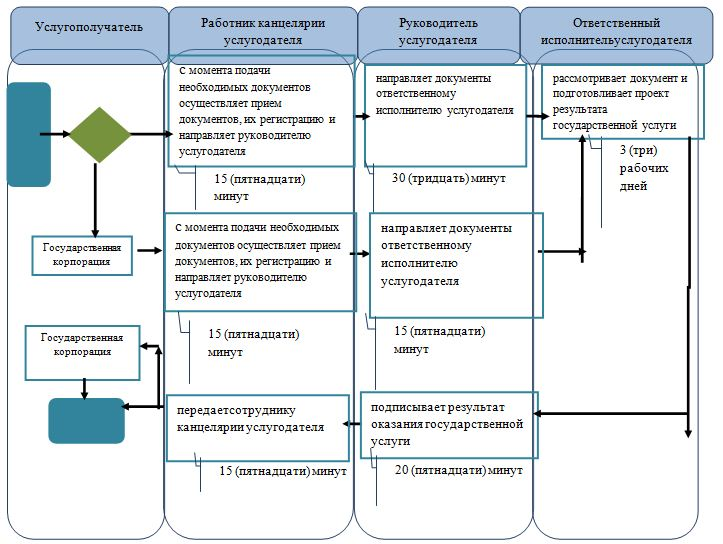 Услугополучатель
Работник канцелярии
услугодателя
Руководитель
услугодателя
Ответственный
исполнительуслугодателя
С момента подачи
необходимых документов
осуществляет прием
документов, их регистрацию и
направляет руководителю
услугодателя
15 (пятнадцати)
минут
направляет документы
ответственному
исполнителю услугодателя
30 (тридцать) минут
рассматривает документ и
подготовливает проект
результата
государственной услуги
3 (три)
рабочих
дней
Государственная
корпорация
С момента подачи необходимых
документов осуществляет прием
документов, их регистрацию и
направляет руководителю
услугодателя
15 (пятнадцати)
минут
направляет документы
ответственному
исполнителю
услугодателя
15 (пятнадцати)
минут
Государственная
корпорация
передаетсотруднику
канцелярии услугодателя
15 (пятнадцати) минут
подписывает результат
оказания государственной
услуги
20 (пятнадцати) минут